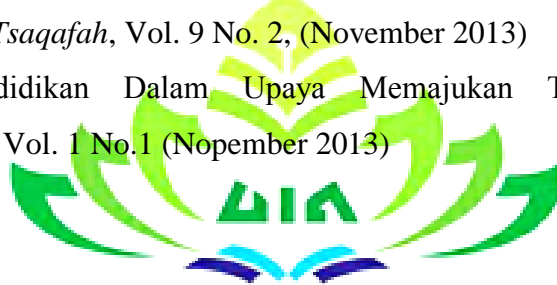 Tsaqafah, Vol. 9 No. 2, (November 2013)
didikan Dalam Upaya Memajukan T
Vol. 1 No.1 (Nopember 2013)
UIN